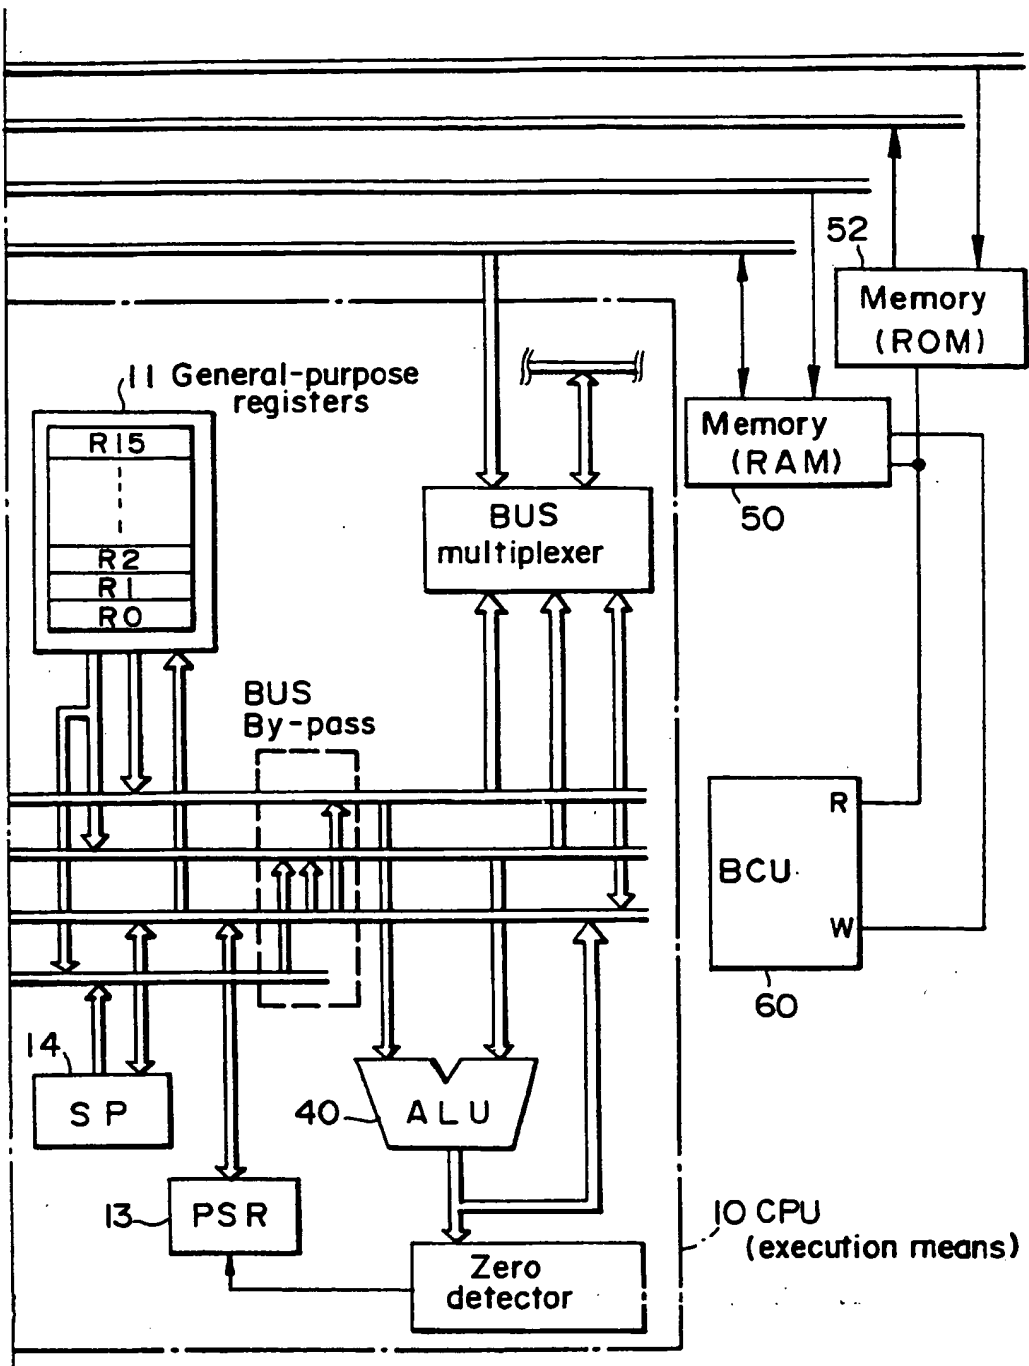 52
Memory
(ROM)
11 General-purpose
registers
R15
R2
R1
R0
Memory
(RAM)
50
BUS
multiplexer
BUS
By-pass
R
BCU
W
60
14
SP
40
ALU
13
PSR
10 CPU
(execution means)
Zero
detector